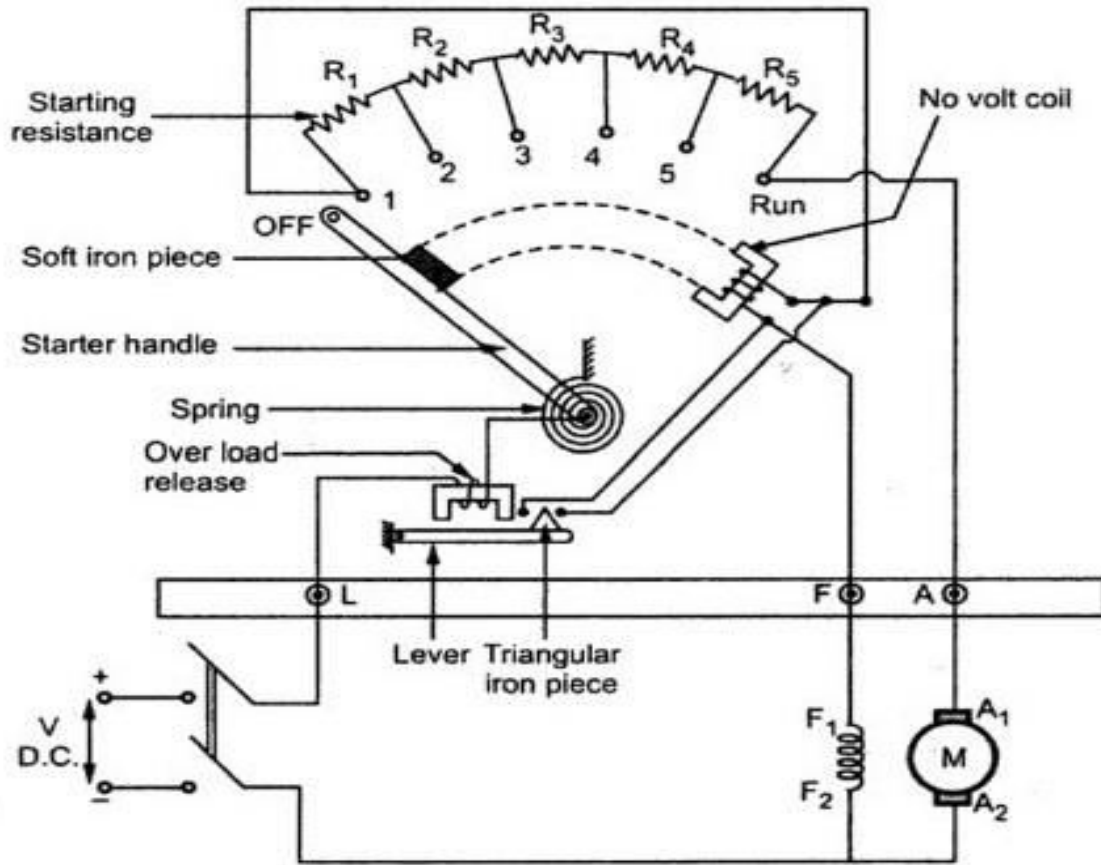 R1
R2
R3
R4
R5
Starting
resistance
No volt coil
1
2
3
4
5
Run
OFF
Soft iron piece
Starter handle
Spring
Over load
release
L
F
A
Lever
Triangular
iron piece
+
V
D.C.
−
F1
F2
A1
M
A2